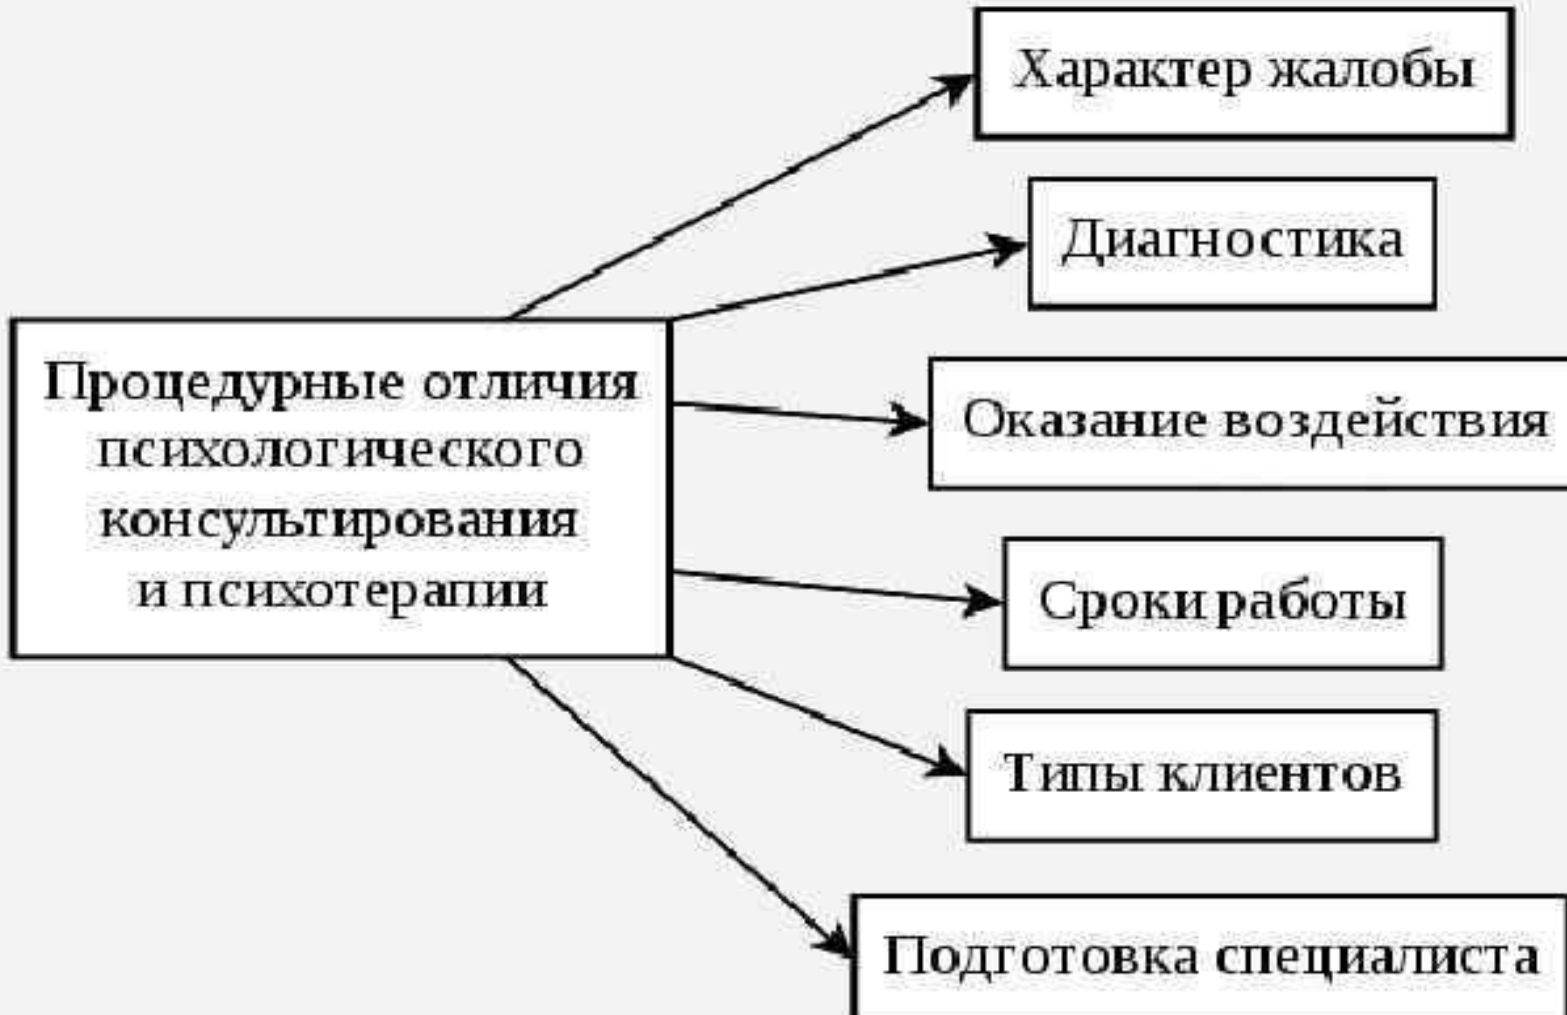 Характер жалобы
Диагностика
Процедурные отличия
психологического
консультирования
и психотерапии
Оказание воздействия
Сроки работы
Типы клиентов
Подготовка специалиста